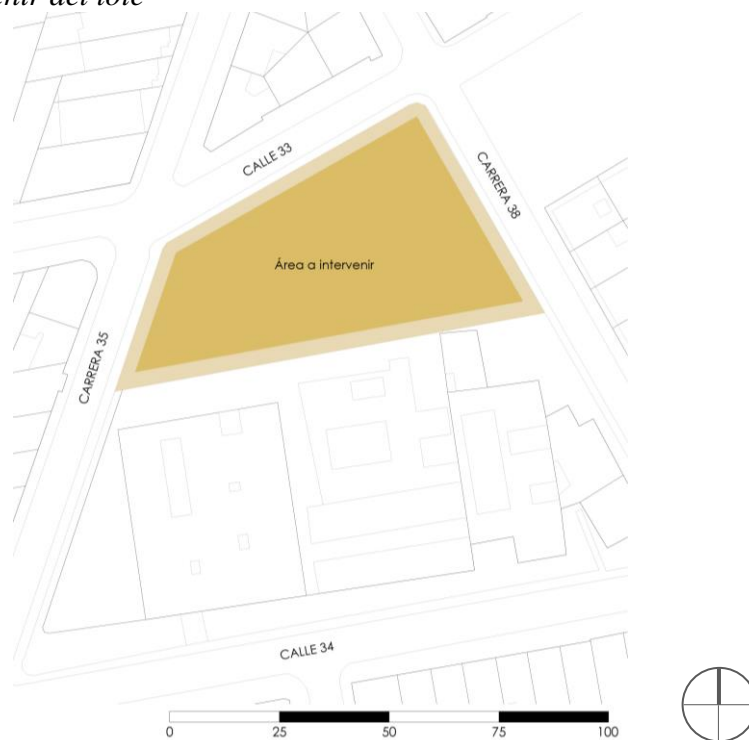 CALLE 33
CARRERA 38
Área a intervenir
CARRERA 35
CALLE 34
0 25 50 75 100